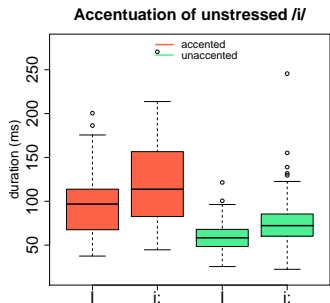 Accentuation of unstressed /i/
accented
unaccented
duration (ms)
250
200
150
100
50
I i: I i: